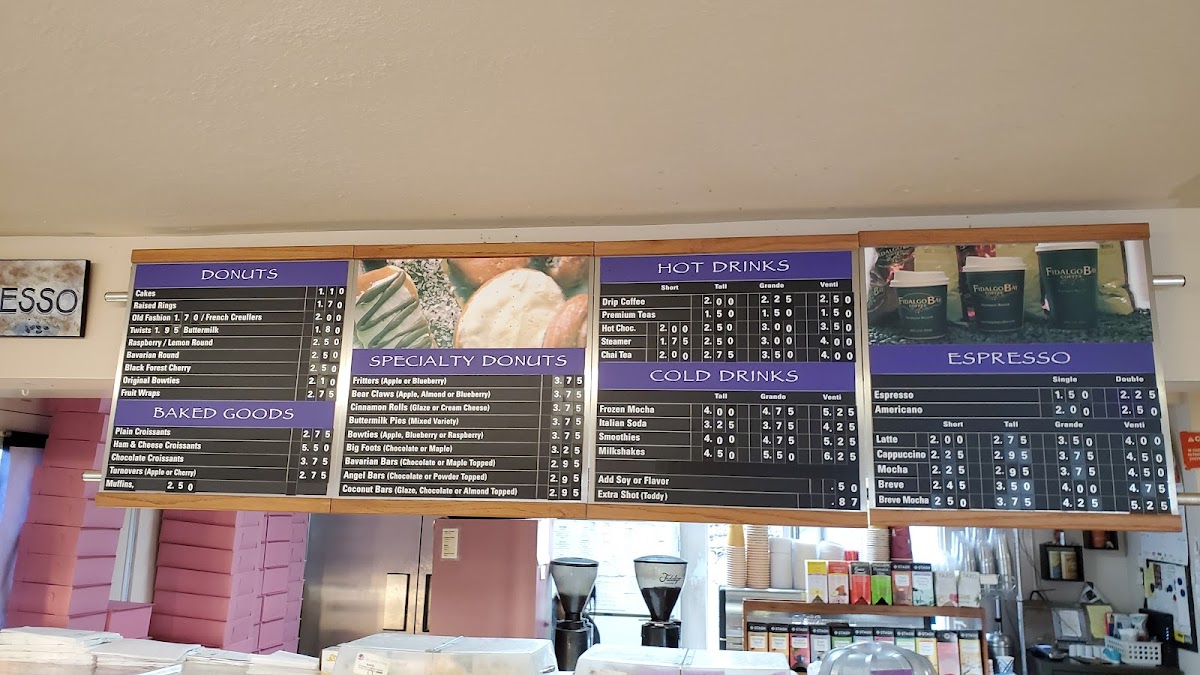 ESSO
DONUTS
Cakes 1.10
Raised Rings 1.70
Old Fashion 1.70 / French Creullers 2.00
Twists 1.95 Buttermilk 1.80
Raspberry / Lemon Round 2.50
Bavarian Round 2.50
Black Forest Cherry 2.50
Original Bowties 2.10
Fruit Wraps 2.75
BAKED GOODS
Plain Croissants 2.75
Ham & Cheese Croissants 5.50
Chocolate Croissants 3.75
Turnovers (Apple or Cherry) 2.75
Muffins, 2.50
SPECIALTY DONUTS
Fritters (Apple or Blueberry) 3.75
Bear Claws (Apple, Almond or Blueberry) 3.75
Cinnamon Rolls (Glaze or Cream Cheese) 3.75
Buttermilk Pies (Mixed Variety) 3.75
Bowties (Apple, Blueberry or Raspberry) 3.75
Big Foots (Chocolate or Maple) 3.25
Bavarian Bars (Chocolate or Maple Topped) 2.95
Angel Bars (Chocolate or Powder Topped) 2.95
Coconut Bars (Glaze, Chocolate or Almond Topped) 2.95
HOT DRINKS
Short Tall Grande Venti
Drip Coffee 2.00 2.25 2.50
Premium Teas 1.50 1.50 1.50
Hot Choc. 2.00 2.50 3.00 3.50
Steamer 1.75 2.50 3.00 4.00
Chai Tea 2.00 2.75 3.50 4.00
COLD DRINKS
Tall Grande Venti
Frozen Mocha 4.00 4.75 5.25
Italian Soda 3.25 3.75 4.25
Smoothies 4.00 4.75 5.25
Milkshakes 4.50 5.50 6.25
Add Soy or Flavor .50
Extra Shot (Toddy) .87
FIDALGO BAY
COFFEE
FIDALGO BAY
COFFEE
FIDALGO BAY
COFFEE
ESPRESSO
Single Double
Espresso 1.50 2.25
Americano 2.00 2.50
Short Tall Grande Venti
Latte 2.00 2.75 3.50 4.00
Cappuccino 2.25 2.95 3.75 4.50
Mocha 2.25 2.95 3.75 4.50
Breve 2.45 3.50 4.00 4.75
Breve Mocha 2.50 3.75 4.25 5.25
Fidalgo
STASH